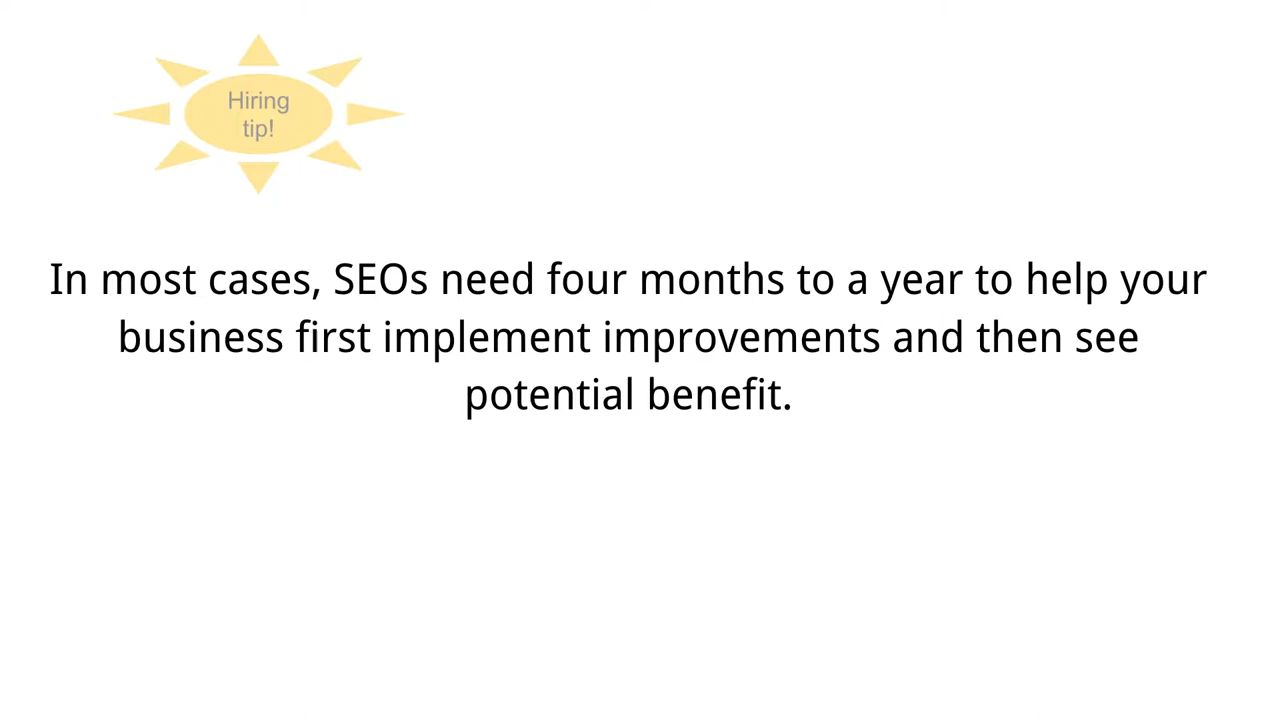 Hiring
tip!
In most cases, SEOs need four months to a year to help your
business first implement improvements and then see
potential benefit.